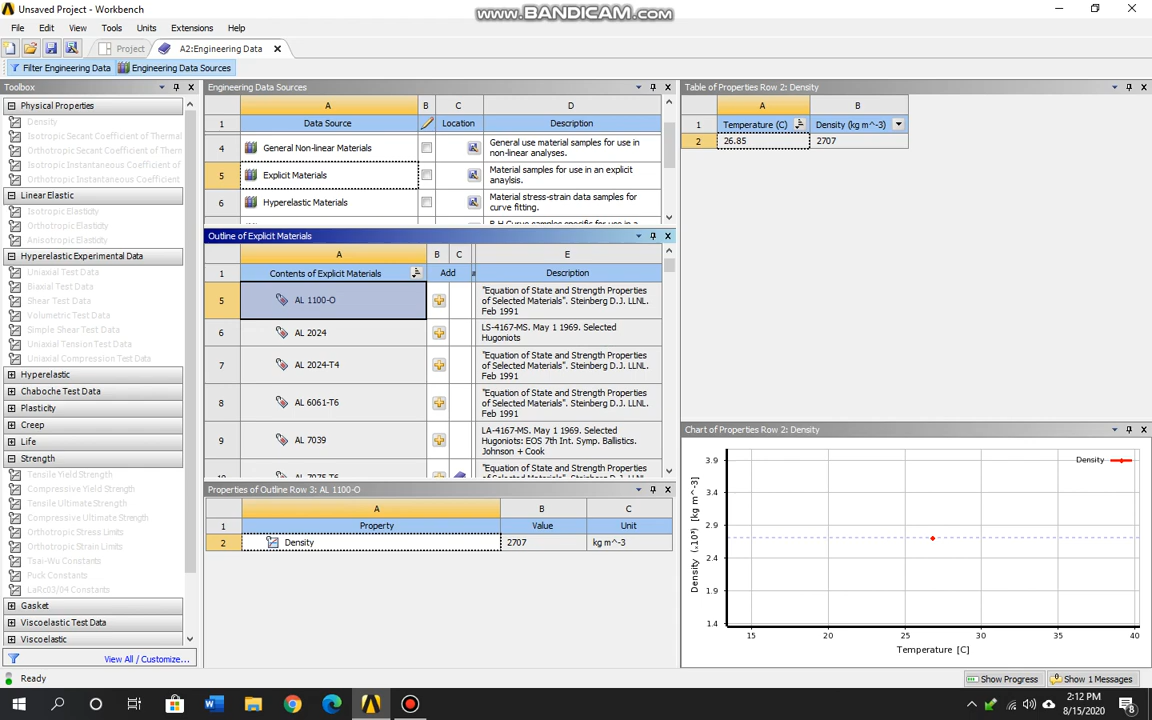 Unsaved Project - Workbench
www.BANDICAM.com
File Edit View Tools Units Extensions Help
Project
A2:Engineering Data
Filter Engineering Data
Engineering Data Sources
Toolbox
Physical Properties
Density
Isotropic Secant Coefficient of Thermal
Orthotropic Secant Coefficient of Thermal
Isotropic Instantaneous Coefficient of
Orthotropic Instantaneous Coefficient
Linear Elastic
Isotropic Elasticity
Orthotropic Elasticity
Anisotropic Elasticity
Hyperelastic Experimental Data
Uniaxial Test Data
Biaxial Test Data
Shear Test Data
Volumetric Test Data
Simple Shear Test Data
Uniaxial Tension Test Data
Uniaxial Compression Test Data
Hyperelastic
Chaboche Test Data
Plasticity
Creep
Life
Strength
Tensile Yield Strength
Compressive Yield Strength
Tensile Ultimate Strength
Compressive Ultimate Strength
Orthotropic Stress Limits
Orthotropic Strain Limits
Tsai-Wu Constants
Puck Constants
LaRc03/04 Constants
Gasket
Viscoelastic Test Data
Viscoelastic
View All / Customize...
Engineering Data Sources
A B C D
1 Data Source Location Description
4 General Non-linear Materials General use material samples for use in
non-linear analyses.
5 Explicit Materials Material samples for use in an explicit
anaylsis.
6 Hyperelastic Materials Material stress-strain data samples for
curve fitting.
Outline of Explicit Materials
A B C E
1 Contents of Explicit Materials Add Description
5 AL 1100-O "Equation of State and Strength Properties
of Selected Materials". Steinberg D.J. LLNL.
Feb 1991
6 AL 2024 LS-4167-MS. May 1 1969. Selected
Hugoniots
7 AL 2024-T4 "Equation of State and Strength Properties
of Selected Materials". Steinberg D.J. LLNL.
Feb 1991
8 AL 6061-T6 "Equation of State and Strength Properties
of Selected Materials". Steinberg D.J. LLNL.
Feb 1991
9 AL 7039 LA-4167-MS. May 1 1969. Selected
Hugoniots: EOS 7th Int. Symp. Ballistics.
Johnson + Cook
10 AL 7075-T6 "Equation of State and Strength Properties
Properties of Outline Row 3: AL 1100-O
A B C
1 Property Value Unit
2 Density 2707 kg m^-3
Table of Properties Row 2: Density
A B
1 Temperature (C) Density (kg m^-3)
2 26.85 2707
Chart of Properties Row 2: Density
Density
3.9
3.4
2.9
2.4
1.9
1.4
Density (.10³) [kg m^-3]
15 20 25 30 35 40
Temperature [C]
Ready
Show Progress
Show 1 Messages
2:12 PM
8/15/2020
8